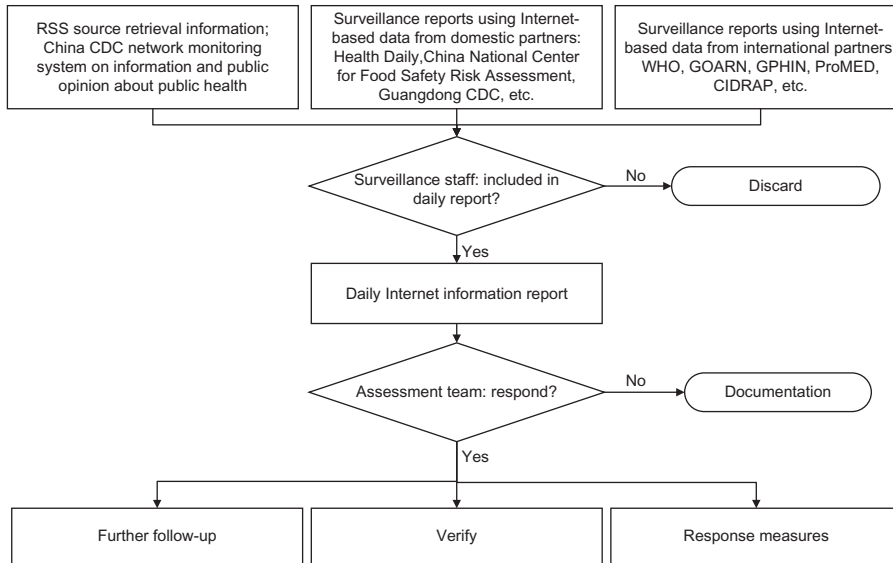 RSS source retrieval information;
China CDC network monitoring
system on information and public
opinion about public health
Surveillance reports using Internet-
based data from domestic partners:
Health Daily,China National Center
for Food Safety Risk Assessment,
Guangdong CDC, etc.
Surveillance reports using Internet-
based data from international partners
WHO, GOARN, GPHIN, ProMED,
CIDRAP, etc.
Surveillance staff: included in
daily report?
No
Discard
Yes
Daily Internet information report
Assessment team: respond?
No
Documentation
Yes
Further follow-up
Verify
Response measures